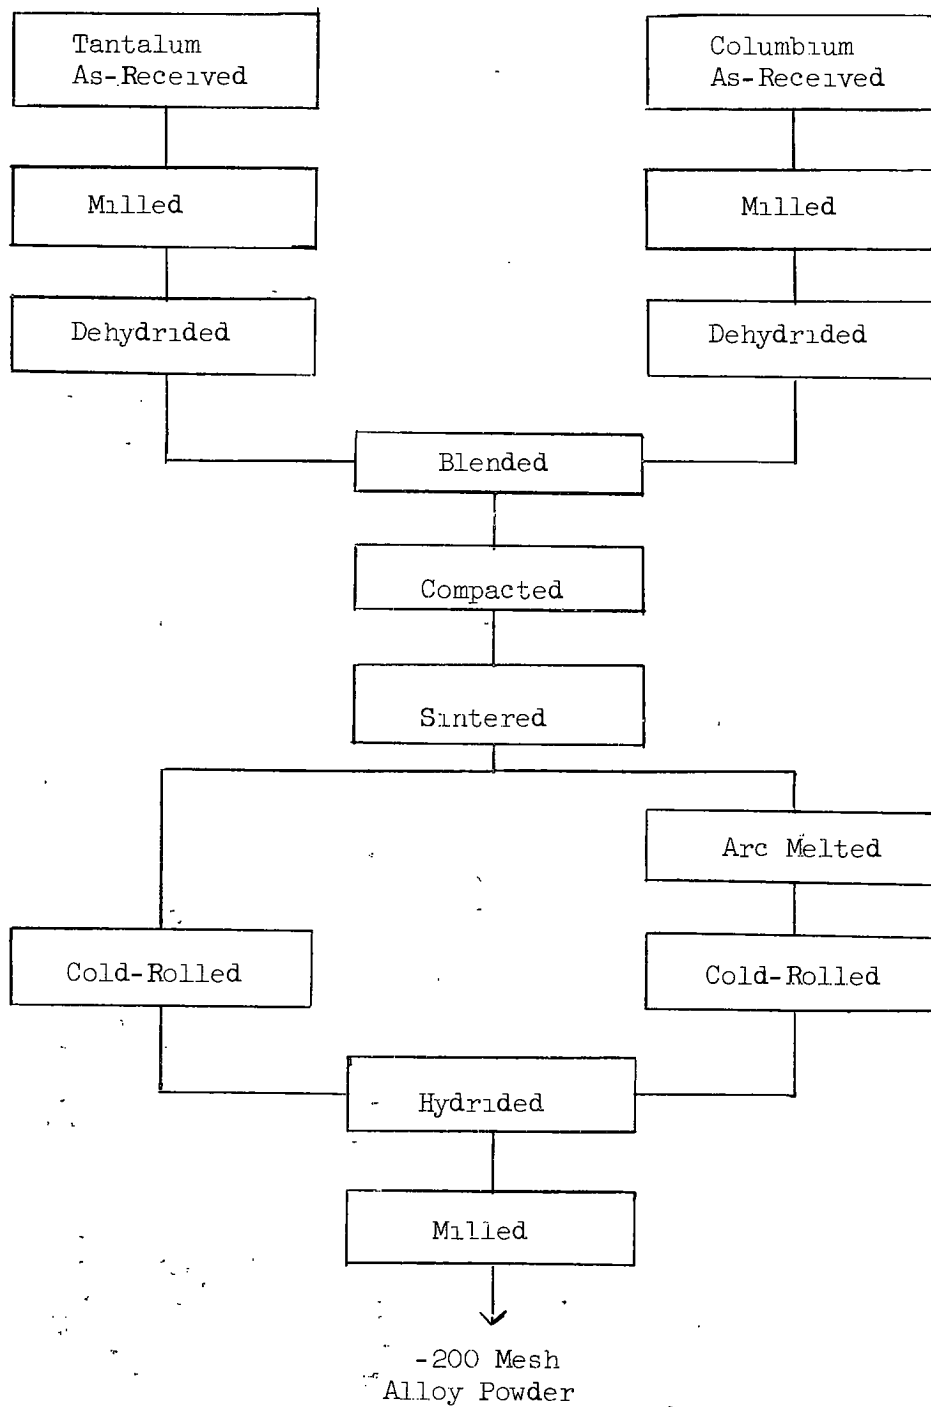 Tantalum
As-Received
Columbium
As-Received
Milled
Milled
Dehydrided
Dehydrided
Blended
Compacted
Sintered
Arc Melted
Cold-Rolled
Cold-Rolled
Hydrided
Milled
-200 Mesh
Alloy Powder